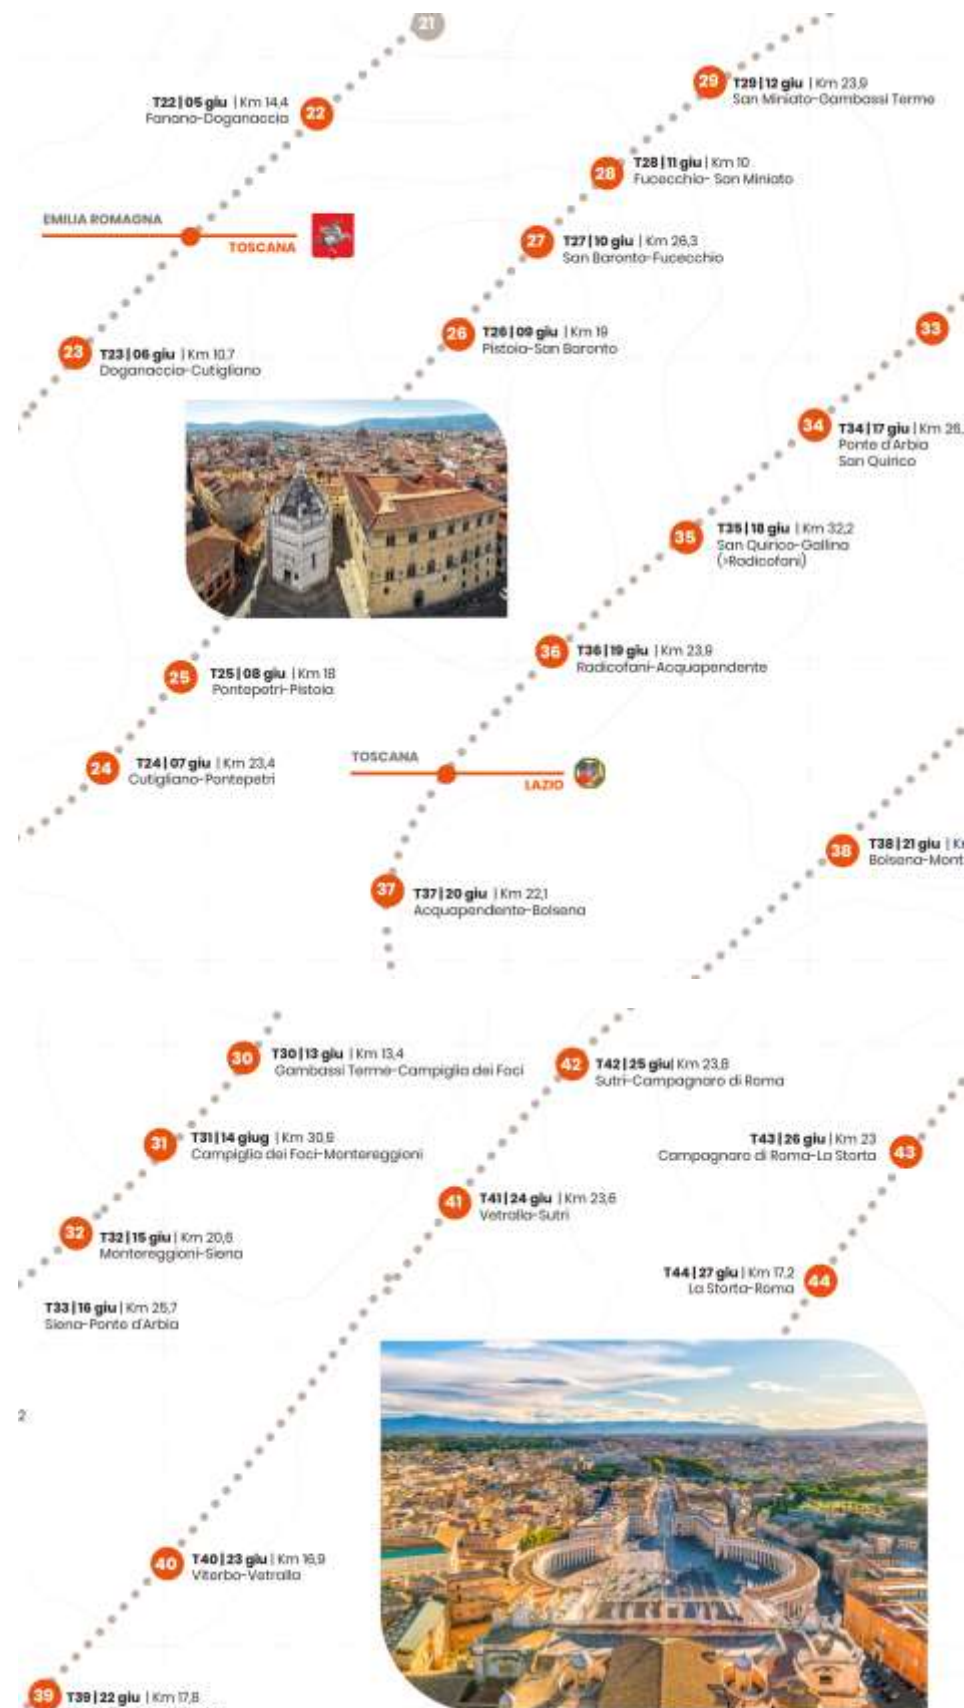 21
T22 | 05 giu | Km 14,4
Fanano-Doganaccia
22
EMILIA ROMAGNA
TOSCANA
23
T23 | 06 giu | Km 10,7
Doganaccia-Cutigliano
29
T29 | 12 giu | Km 23,9
San Miniato-Gambassi Terme
28
T28 | 11 giu | Km 10
Fucecchio- San Miniato
27
T27 | 10 giu | Km 26,3
San Baronto-Fucecchio
26
T26 | 09 giu | Km 19
Pistoia-San Baronto
25
T25 | 08 giu | Km 18
Pontepetri-Pistoia
24
T24 | 07 giu | Km 23,4
Cutigliano-Pontepetri
33
34
T34 | 17 giu | Km 26,
Ponte d'Arbia
San Quirico
35
T35 | 18 giu | Km 32,2
San Quirico-Gallina
(>Radicofani)
36
T36 | 19 giu | Km 23,9
Radicofani-Acquapendente
TOSCANA
LAZIO
37
T37 | 20 giu | Km 22,1
Acquapendente-Bolsena
38
T38 | 21 giu | K
Bolsena-Mont
30
T30 | 13 giu | Km 13,4
Gambassi Terme-Campiglia dei Foci
31
T31 | 14 giug | Km 30,9
Campiglia dei Foci-Montereggioni
32
T32 | 15 giu | Km 20,6
Montereggioni-Siena
T33 | 16 giu | Km 25,7
Siena-Ponte d'Arbia
2
42
T42 | 25 giu | Km 23,8
Sutri-Campagnaro di Roma
T43 | 26 giu | Km 23
Campagnaro di Roma-La Storta
43
41
T41 | 24 giu | Km 23,6
Vetralla-Sutri
T44 | 27 giu | Km 17,2
La Storta-Roma
44
40
T40 | 23 giu | Km 16,9
Viterbo-Vetralla
39
T39 | 22 giu | Km 17,8